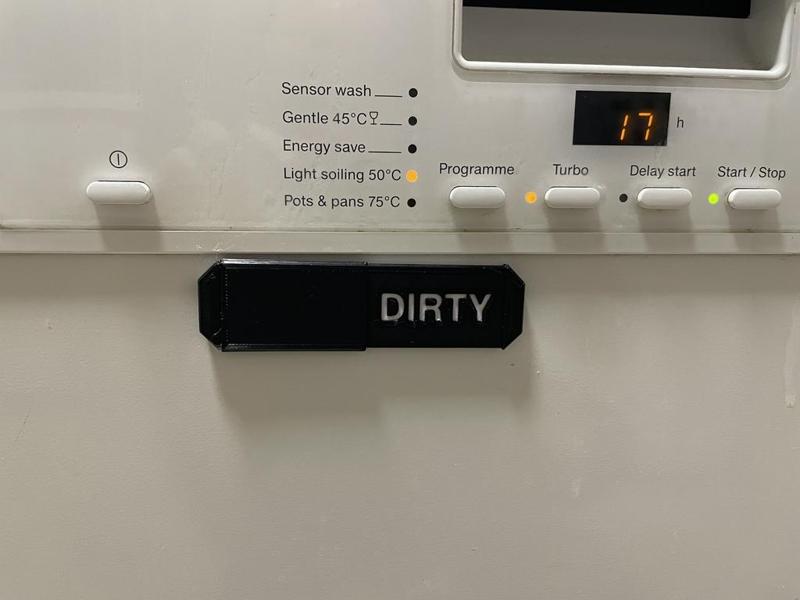 Sensor wash
Gentle 45°C
Energy save
Light soiling 50°C
Pots & pans 75°C
Programme
Turbo
Delay start
Start / Stop
17 h
DIRTY